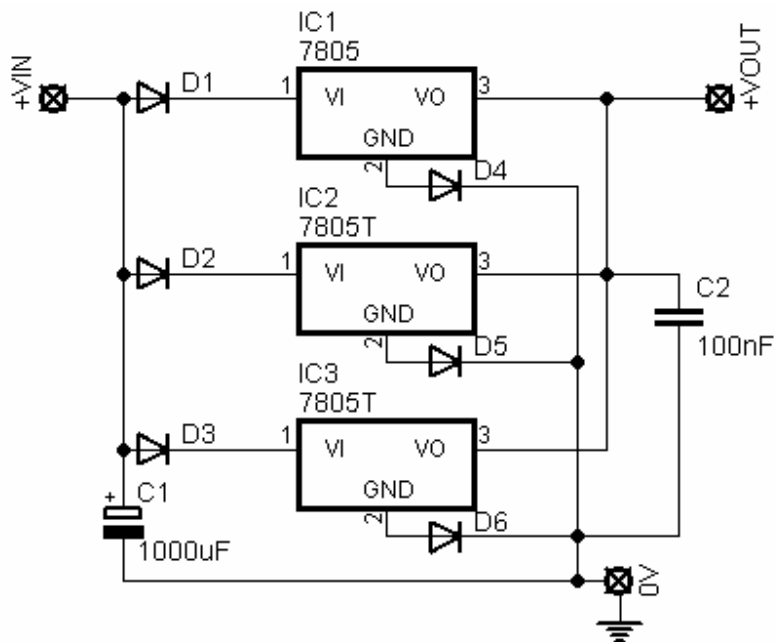 IC1
7805
+VIN
D1
1
VI
VO
3
+VOUT
GND
2
D4
IC2
7805T
D2
1
VI
VO
3
C2
100nF
GND
2
D5
IC3
7805T
D3
1
VI
VO
3
GND
2
D6
+
C1
1000uF
0V